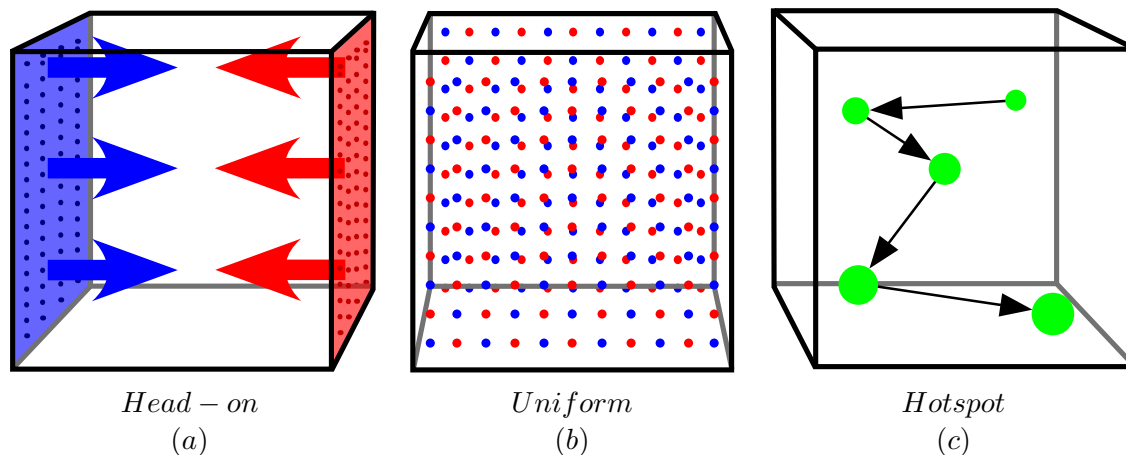 Head – on
(a)
Uniform
(b)
Hotspot
(c)